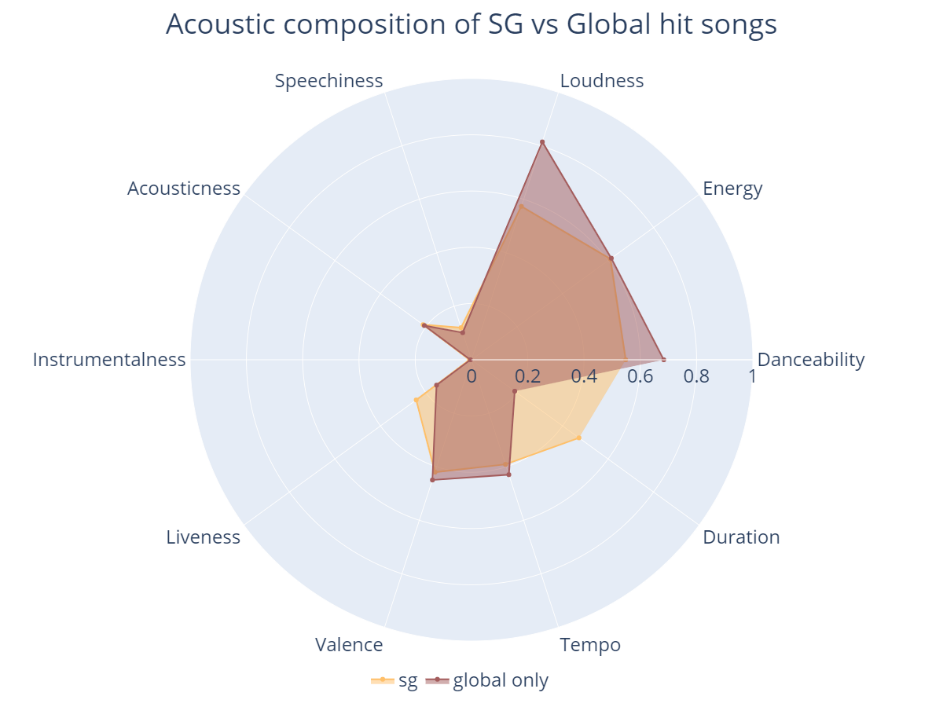 Acoustic composition of SG vs Global hit songs
Speechiness
Loudness
Acousticness
Energy
Instrumentalness
Danceability
0 0.2 0.4 0.6 0.8 1
Liveness
Duration
Valence
Tempo
sg global only